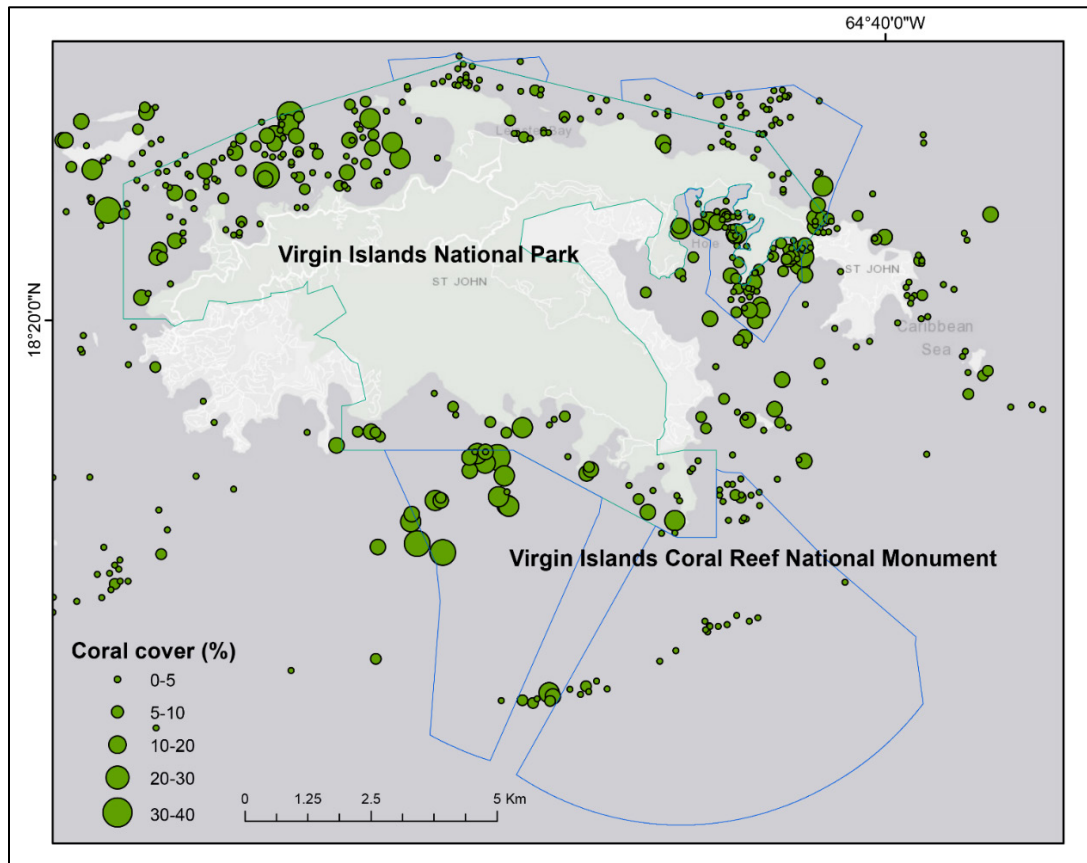 64°40'0"W
18°20'0"N
Virgin Islands National Park
ST JOHN
Hole
ST JOHN
Caribbean
Sea
Virgin Islands Coral Reef National Monument
Coral cover (%)
0-5
5-10
10-20
20-30
30-40
0 1.25 2.5 5 Km